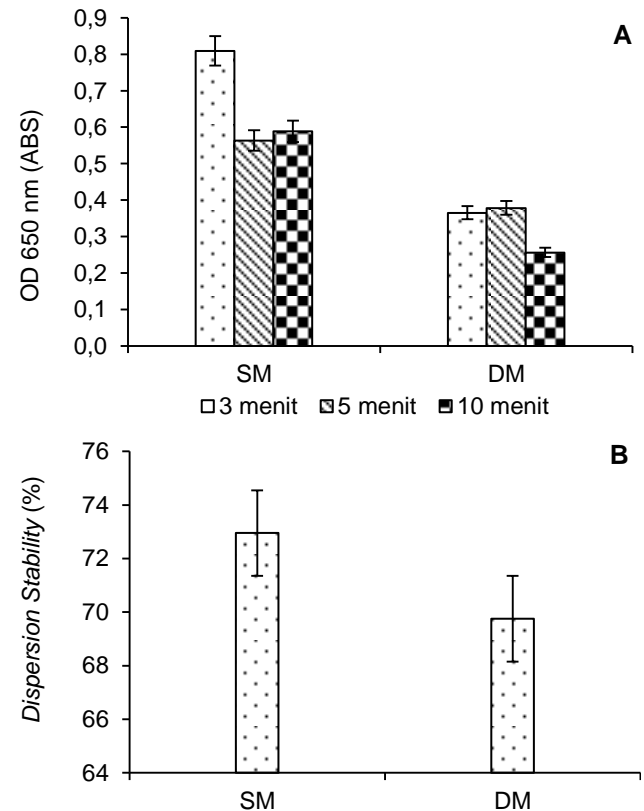 A
OD 650 nm (ABS)
0,9
0,8
0,7
0,6
0,5
0,4
0,3
0,2
0,1
0,0
SM DM
3 menit 5 menit 10 menit
B
Dispersion Stability (%)
76
74
72
70
68
66
64
SM DM